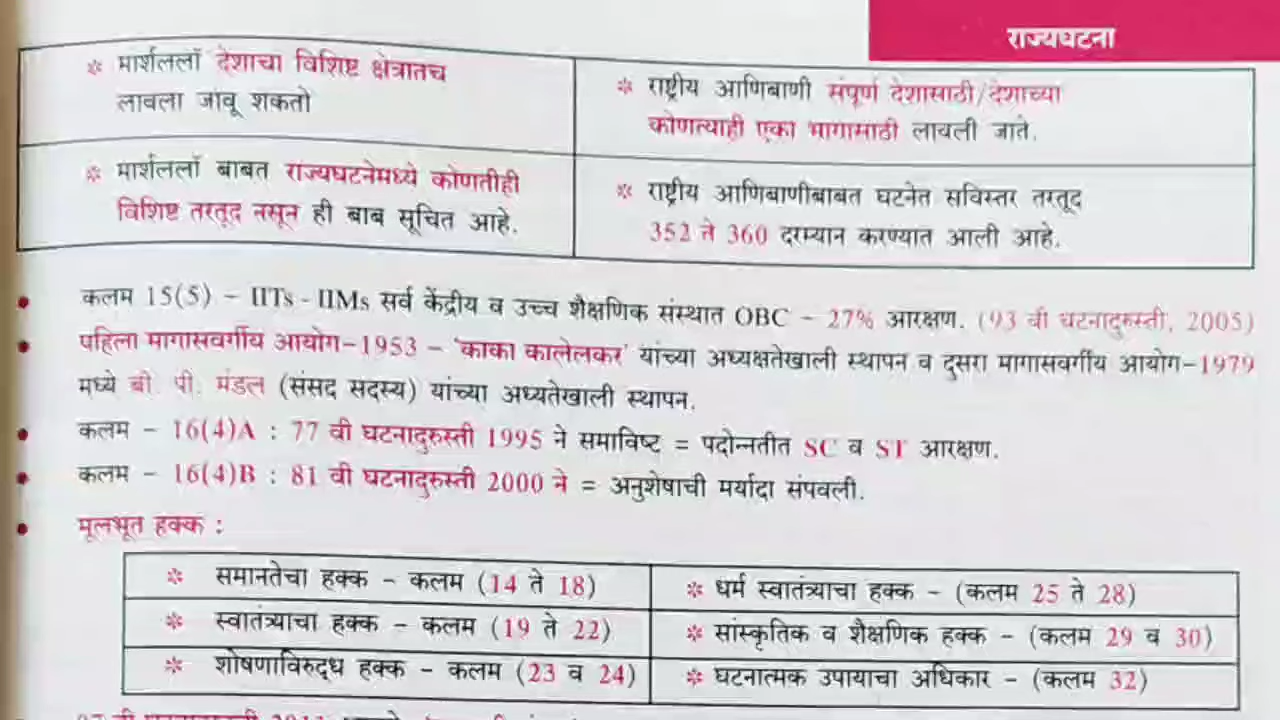 राज्यघटना
❊ मार्शललॉ देशाचा विशिष्ट क्षेत्रातच
लावला जावू शकतो
❊ राष्ट्रीय आणिबाणी संपूर्ण देशासाठी/देशाच्या
कोणत्याही एका भागासाठी लावली जाते.
❊ मार्शललॉ बाबत राज्यघटनेमध्ये कोणतीही
विशिष्ट तरतूद नसून ही बाब सूचित आहे.
❊ राष्ट्रीय आणिबाणीबाबत घटनेत सविस्तर तरतूद
352 ते 360 दरम्यान करण्यात आली आहे.
• कलम 15(5) – IITs - IIMs सर्व केंद्रीय व उच्च शैक्षणिक संस्थात OBC – 27% आरक्षण. (93 वी घटनादुरुस्ती, 2005)
• पहिला मागासवर्गीय आयोग–1953 – 'काका कालेलकर' यांच्या अध्यक्षतेखाली स्थापन व दुसरा मागासवर्गीय आयोग–1979
मध्ये बी. पी. मंडल (संसद सदस्य) यांच्या अध्यतेखाली स्थापन.
• कलम – 16(4)A : 77 वी घटनादुरुस्ती 1995 ने समाविष्ट = पदोन्नतीत SC व ST आरक्षण.
• कलम – 16(4)B : 81 वी घटनादुरुस्ती 2000 ने = अनुशेषाची मर्यादा संपवली.
• मूलभूत हक्क :
❊ समानतेचा हक्क – कलम (14 ते 18)
❊ धर्म स्वातंत्र्याचा हक्क – (कलम 25 ते 28)
❊ स्वातंत्र्याचा हक्क – कलम (19 ते 22)
❊ सांस्कृतिक व शैक्षणिक हक्क – (कलम 29 व 30)
❊ शोषणाविरुद्ध हक्क – कलम (23 व 24)
❊ घटनात्मक उपायाचा अधिकार – (कलम 32)